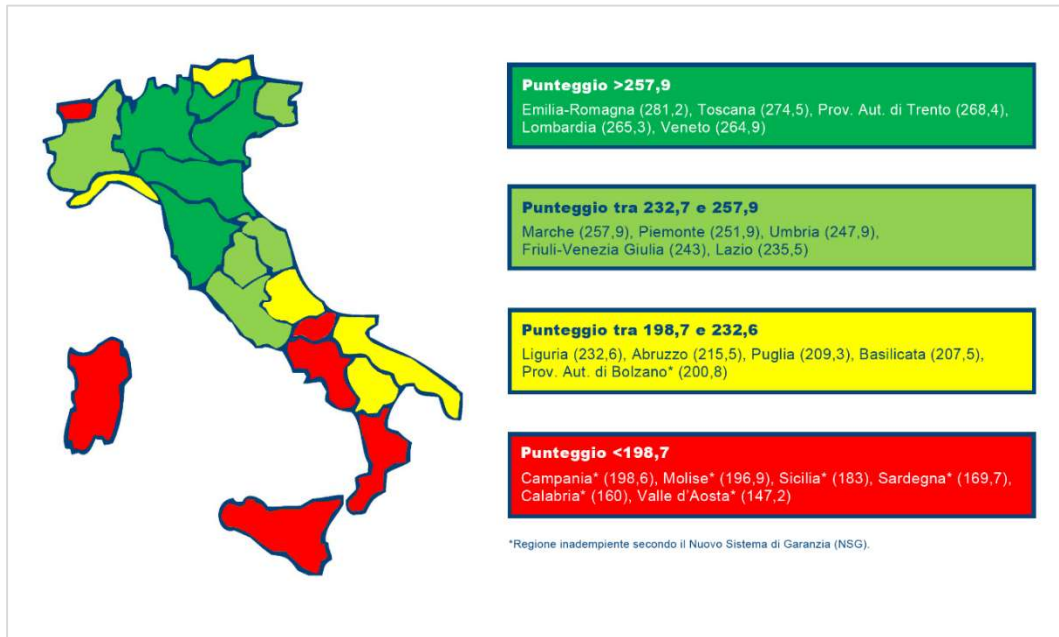 Punteggio >257,9
Emilia-Romagna (281,2), Toscana (274,5), Prov. Aut. di Trento (268,4),
Lombardia (265,3), Veneto (264,9)
Punteggio tra 232,7 e 257,9
Marche (257,9), Piemonte (251,9), Umbria (247,9),
Friuli-Venezia Giulia (243), Lazio (235,5)
Punteggio tra 198,7 e 232,6
Liguria (232,6), Abruzzo (215,5), Puglia (209,3), Basilicata (207,5),
Prov. Aut. di Bolzano* (200,8)
Punteggio <198,7
Campania* (198,6), Molise* (196,9), Sicilia* (183), Sardegna* (169,7),
Calabria* (160), Valle d'Aosta* (147,2)
*Regione inadempiente secondo il Nuovo Sistema di Garanzia (NSG).